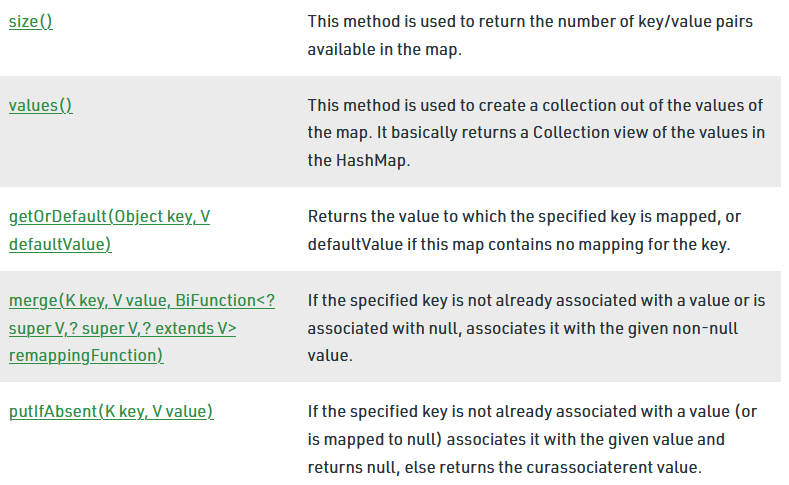 size()
This method is used to return the number of key/value pairs
available in the map.
values()
This method is used to create a collection out of the values of
the map. It basically returns a Collection view of the values in
the HashMap.
getOrDefault(Object key, V
defaultValue)
Returns the value to which the specified key is mapped, or
defaultValue if this map contains no mapping for the key.
merge(K key, V value, BiFunction<?
super V,? super V,? extends V>
remappingFunction)
If the specified key is not already associated with a value or is
associated with null, associates it with the given non-null
value.
putIfAbsent(K key, V value)
If the specified key is not already associated with a value (or
is mapped to null) associates it with the given value and
returns null, else returns the curassociaterent value.